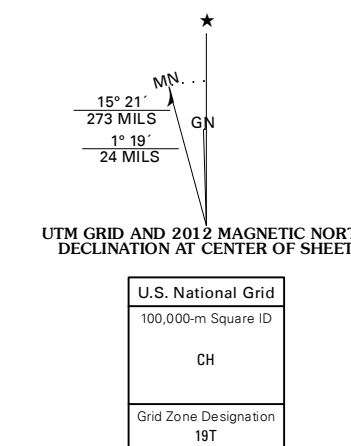 ★
MN
15° 21´
273 MILS
GN
1° 19´
24 MILS
UTM GRID AND 2012 MAGNETIC
DECLINATION AT CENTER OF SHEET
U.S. National Grid
100,000-m Square ID
CH
Grid Zone Designation
19T